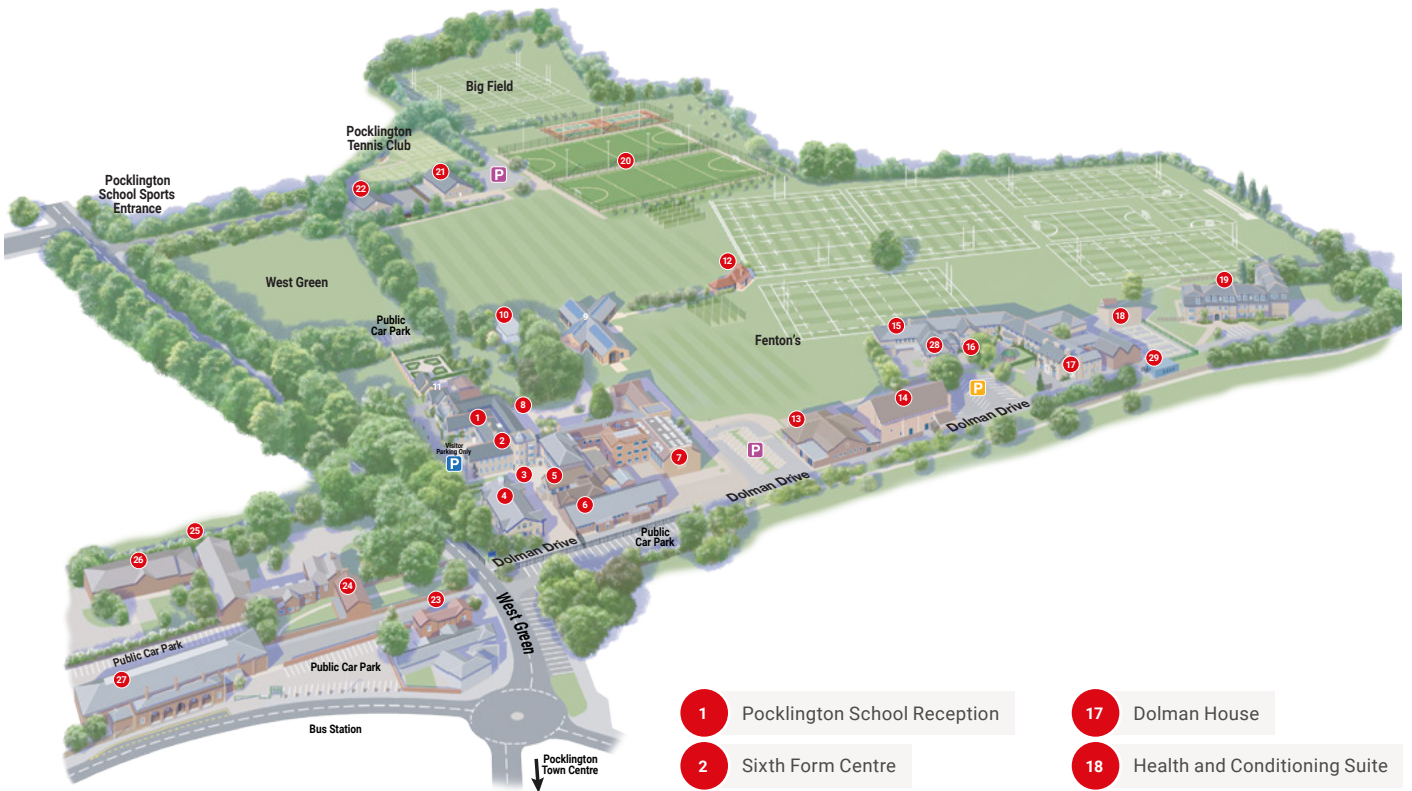 Big Field
Pocklington
Tennis Club
20
21
P
22
Pocklington
School Sports
Entrance
12
West Green
19
10
9
Public
Car Park
18
15
Fenton's
28
16
29
17
11
P
14
8
1
13
2
Visitor
Parking Only
P
P
7
3
5
4
6
Dolman Drive
Dolman Drive
Dolman Drive
Public
Car Park
25
26
24
23
West Green
Public Car Park
Public Car Park
27
Bus Station
Pocklington
Town Centre
1 Pocklington School Reception
2 Sixth Form Centre
17 Dolman House
18 Health and Conditioning Suite